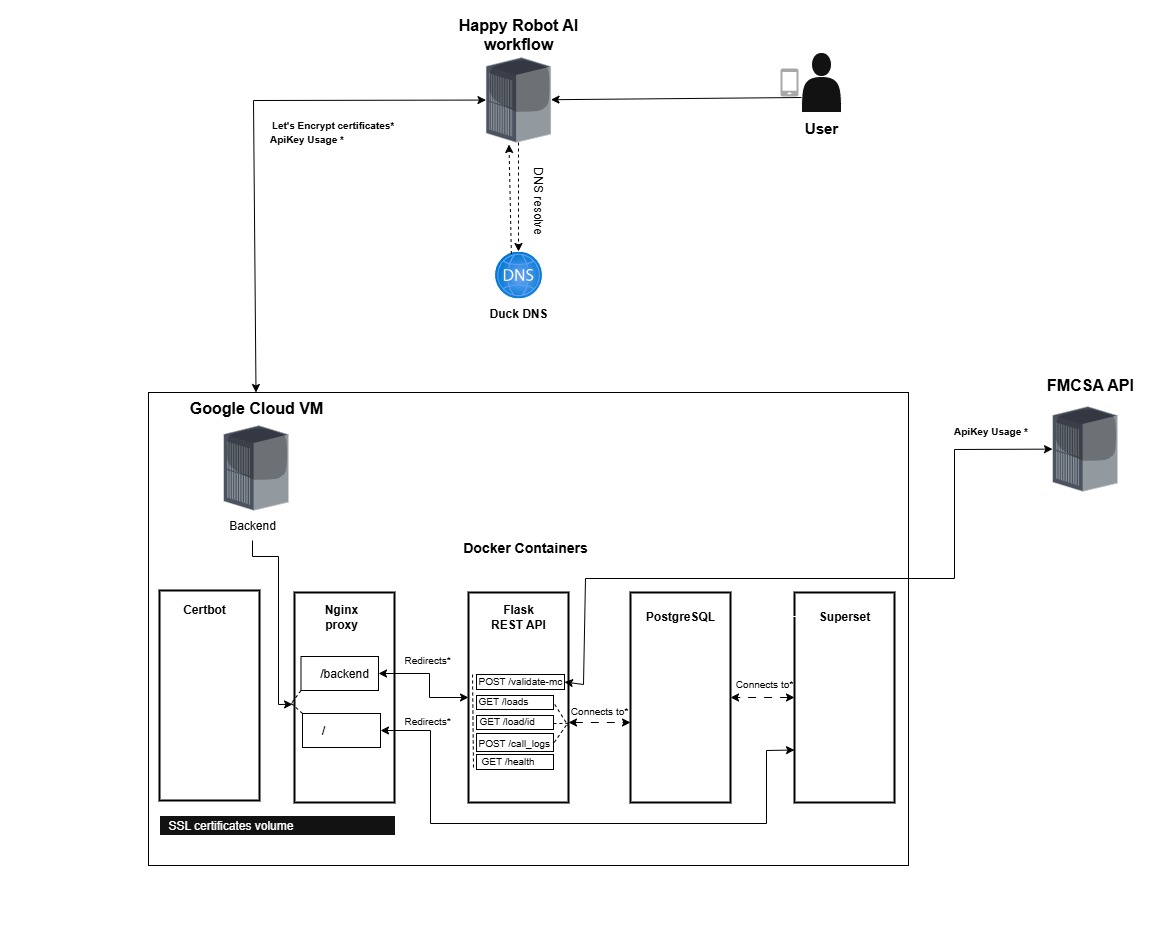 Happy Robot AI
workflow
User
Let's Encrypt certificates*
ApiKey Usage *
DNS resolve
DNS
Duck DNS
FMCSA API
ApiKey Usage *
Google Cloud VM
Backend
Docker Containers
Certbot
Nginx
proxy
/backend
/
Redirects*
Redirects*
Flask
REST API
POST /validate-mc
GET /loads
GET /load/id
POST /call_logs
GET /health
Connects to*
PostgreSQL
Connects to*
Superset
SSL certificates volume